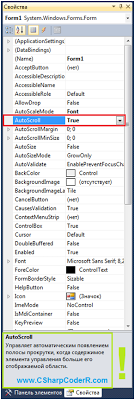 Свойства
Form1 System.Windows.Forms.Form
(ApplicationSettings
(DataBindings)
(Name) Form1
AcceptButton (нет)
AccessibleDescriptio
AccessibleName
AccessibleRole Default
AllowDrop False
AutoScaleMode Font
AutoScroll True
AutoScrollMargin 0; 0
AutoScrollMinSize 0; 0
AutoSize False
AutoSizeMode GrowOnly
AutoValidate EnablePreventFocusChan
BackColor Control
BackgroundImage (отсутствует)
BackgroundImageLa Tile
CancelButton (нет)
CausesValidation True
ContextMenuStrip (нет)
ControlBox True
Cursor Default
DoubleBuffered False
Enabled True
Font Microsoft Sans Serif; 8,2
ForeColor ControlText
FormBorderStyle Sizable
HelpButton False
Icon (Значок)
ImeMode NoControl
IsMdiContainer False
KeyPreview False
AutoScroll
Управляет автоматическим появлением
полосы прокрутки, когда содержимое
элемента управления больше его
отображаемой области.
www.CSharpCoderR.com
!
Панель элементов Свойства